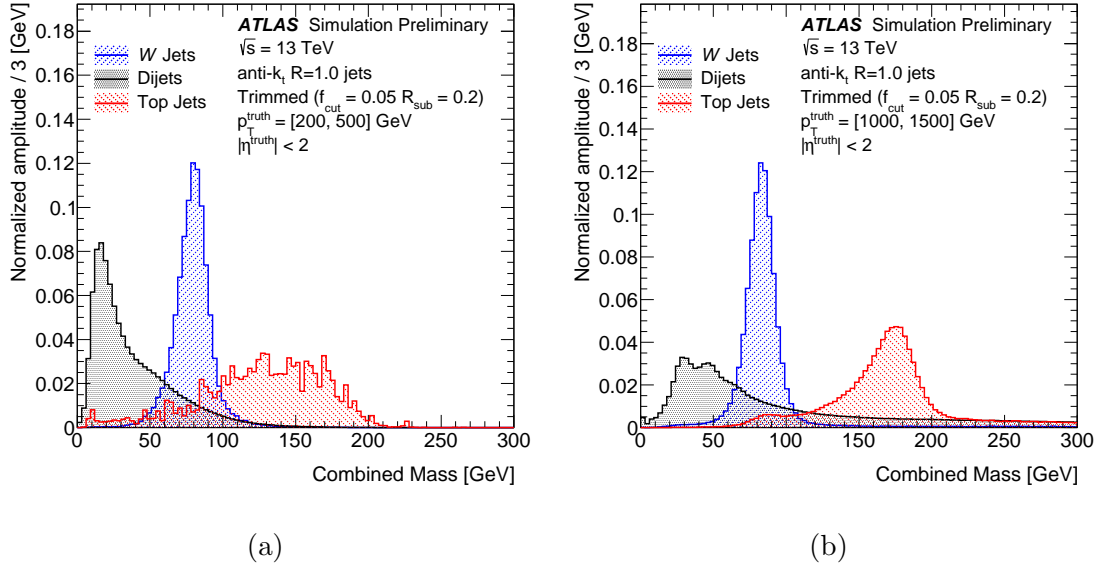 Normalized amplitude / 3 [GeV]
0.18
0.16
0.14
0.12
0.1
0.08
0.06
0.04
0.02
0
ATLAS Simulation Preliminary
√s = 13 TeV
anti-kt R=1.0 jets
Trimmed (fcut = 0.05 Rsub = 0.2)
pTtruth = [200, 500] GeV
|ηtruth| < 2
W Jets
Dijets
Top Jets
0 50 100 150 200 250 300
Combined Mass [GeV]
(a)
Normalized amplitude / 3 [GeV]
0.18
0.16
0.14
0.12
0.1
0.08
0.06
0.04
0.02
0
ATLAS Simulation Preliminary
√s = 13 TeV
anti-kt R=1.0 jets
Trimmed (fcut = 0.05 Rsub = 0.2)
pTtruth = [1000, 1500] GeV
|ηtruth| < 2
W Jets
Dijets
Top Jets
0 50 100 150 200 250 300
Combined Mass [GeV]
(b)